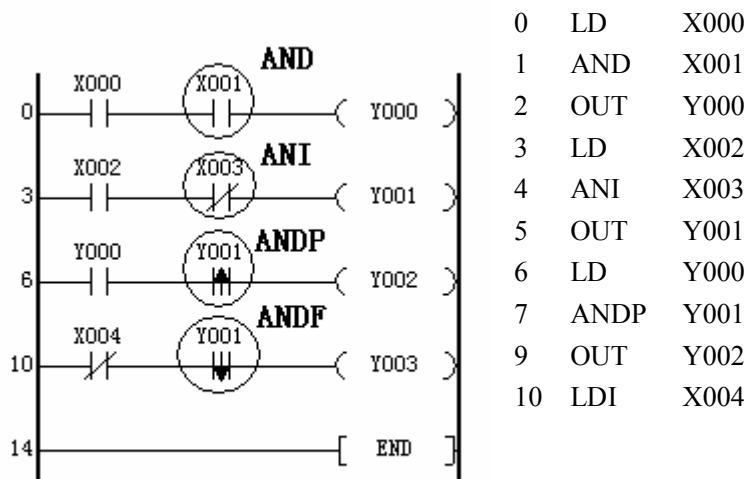 AND
X000 X001
0 Y000
ANI
X002 X003
3 Y001
ANDP
Y000 Y001
6 Y002
ANDF
X004 Y001
10 Y003
14 END
0 LD X000
1 AND X001
2 OUT Y000
3 LD X002
4 ANI X003
5 OUT Y001
6 LD Y000
7 ANDP Y001
9 OUT Y002
10 LDI X004